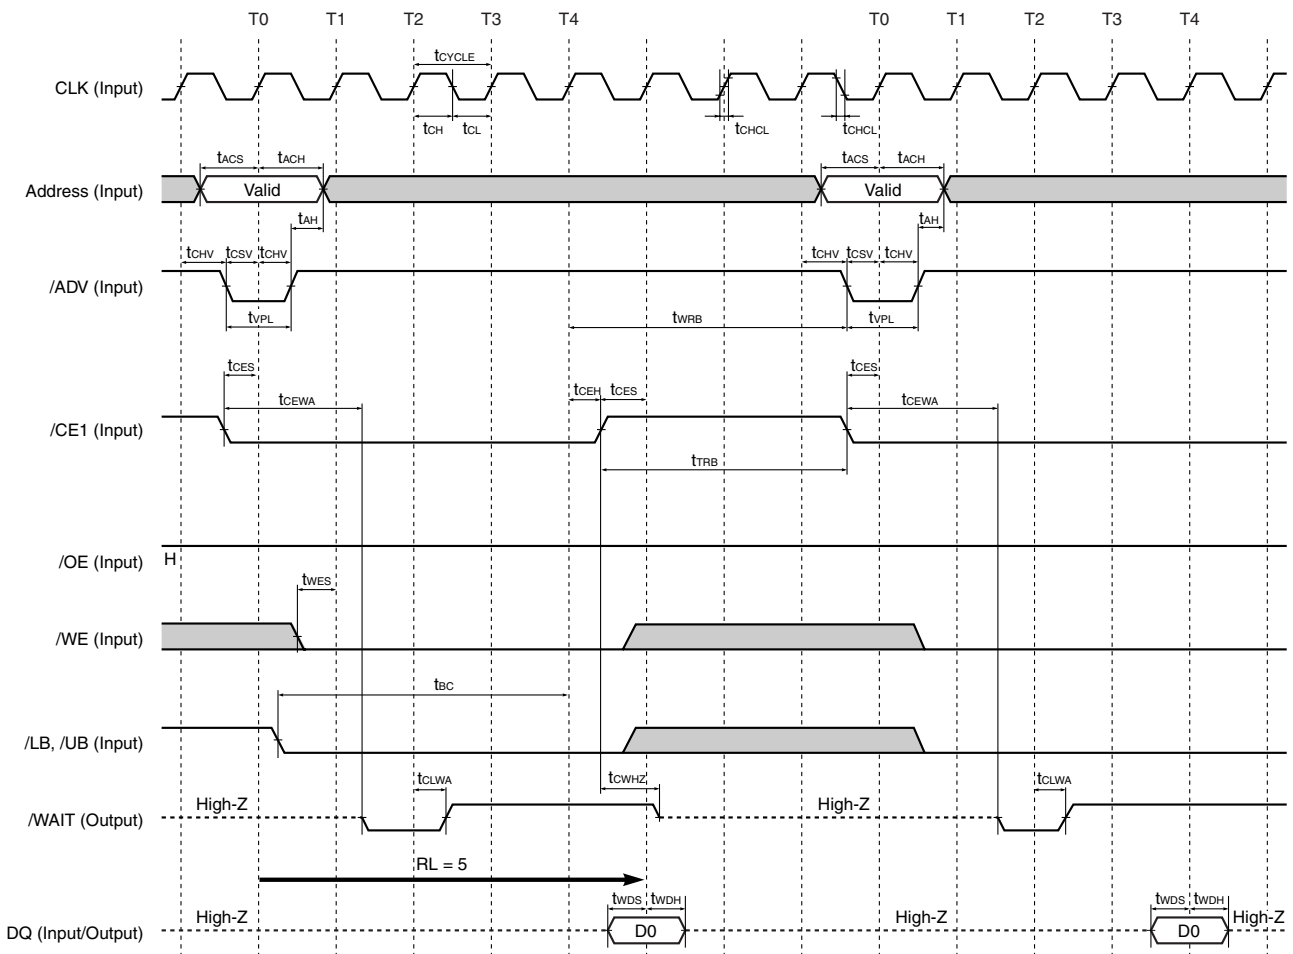 T0 T1 T2 T3 T4 T0 T1 T2 T3 T4
tCYCLE
CLK (Input)
tCH tCL tCHCL tCHCL
tACS tACH tACS tACH
Address (Input) Valid Valid
tAH tAH
tCHV tCSV tCHV tCHV tCSV tCHV
/ADV (Input)
tVPL tWRB tVPL
tCES tCES
tCEWA tCEH tCES tCEWA
/CE1 (Input)
tTRB
/OE (Input) H
tWES
/WE (Input)
tBC
/LB, /UB (Input)
tCLWA tCWHZ tCLWA
High-Z High-Z
/WAIT (Output)
RL = 5
tWDS tWDH tWDS tWDH
High-Z High-Z High-Z
DQ (Input/Output) D0 D0